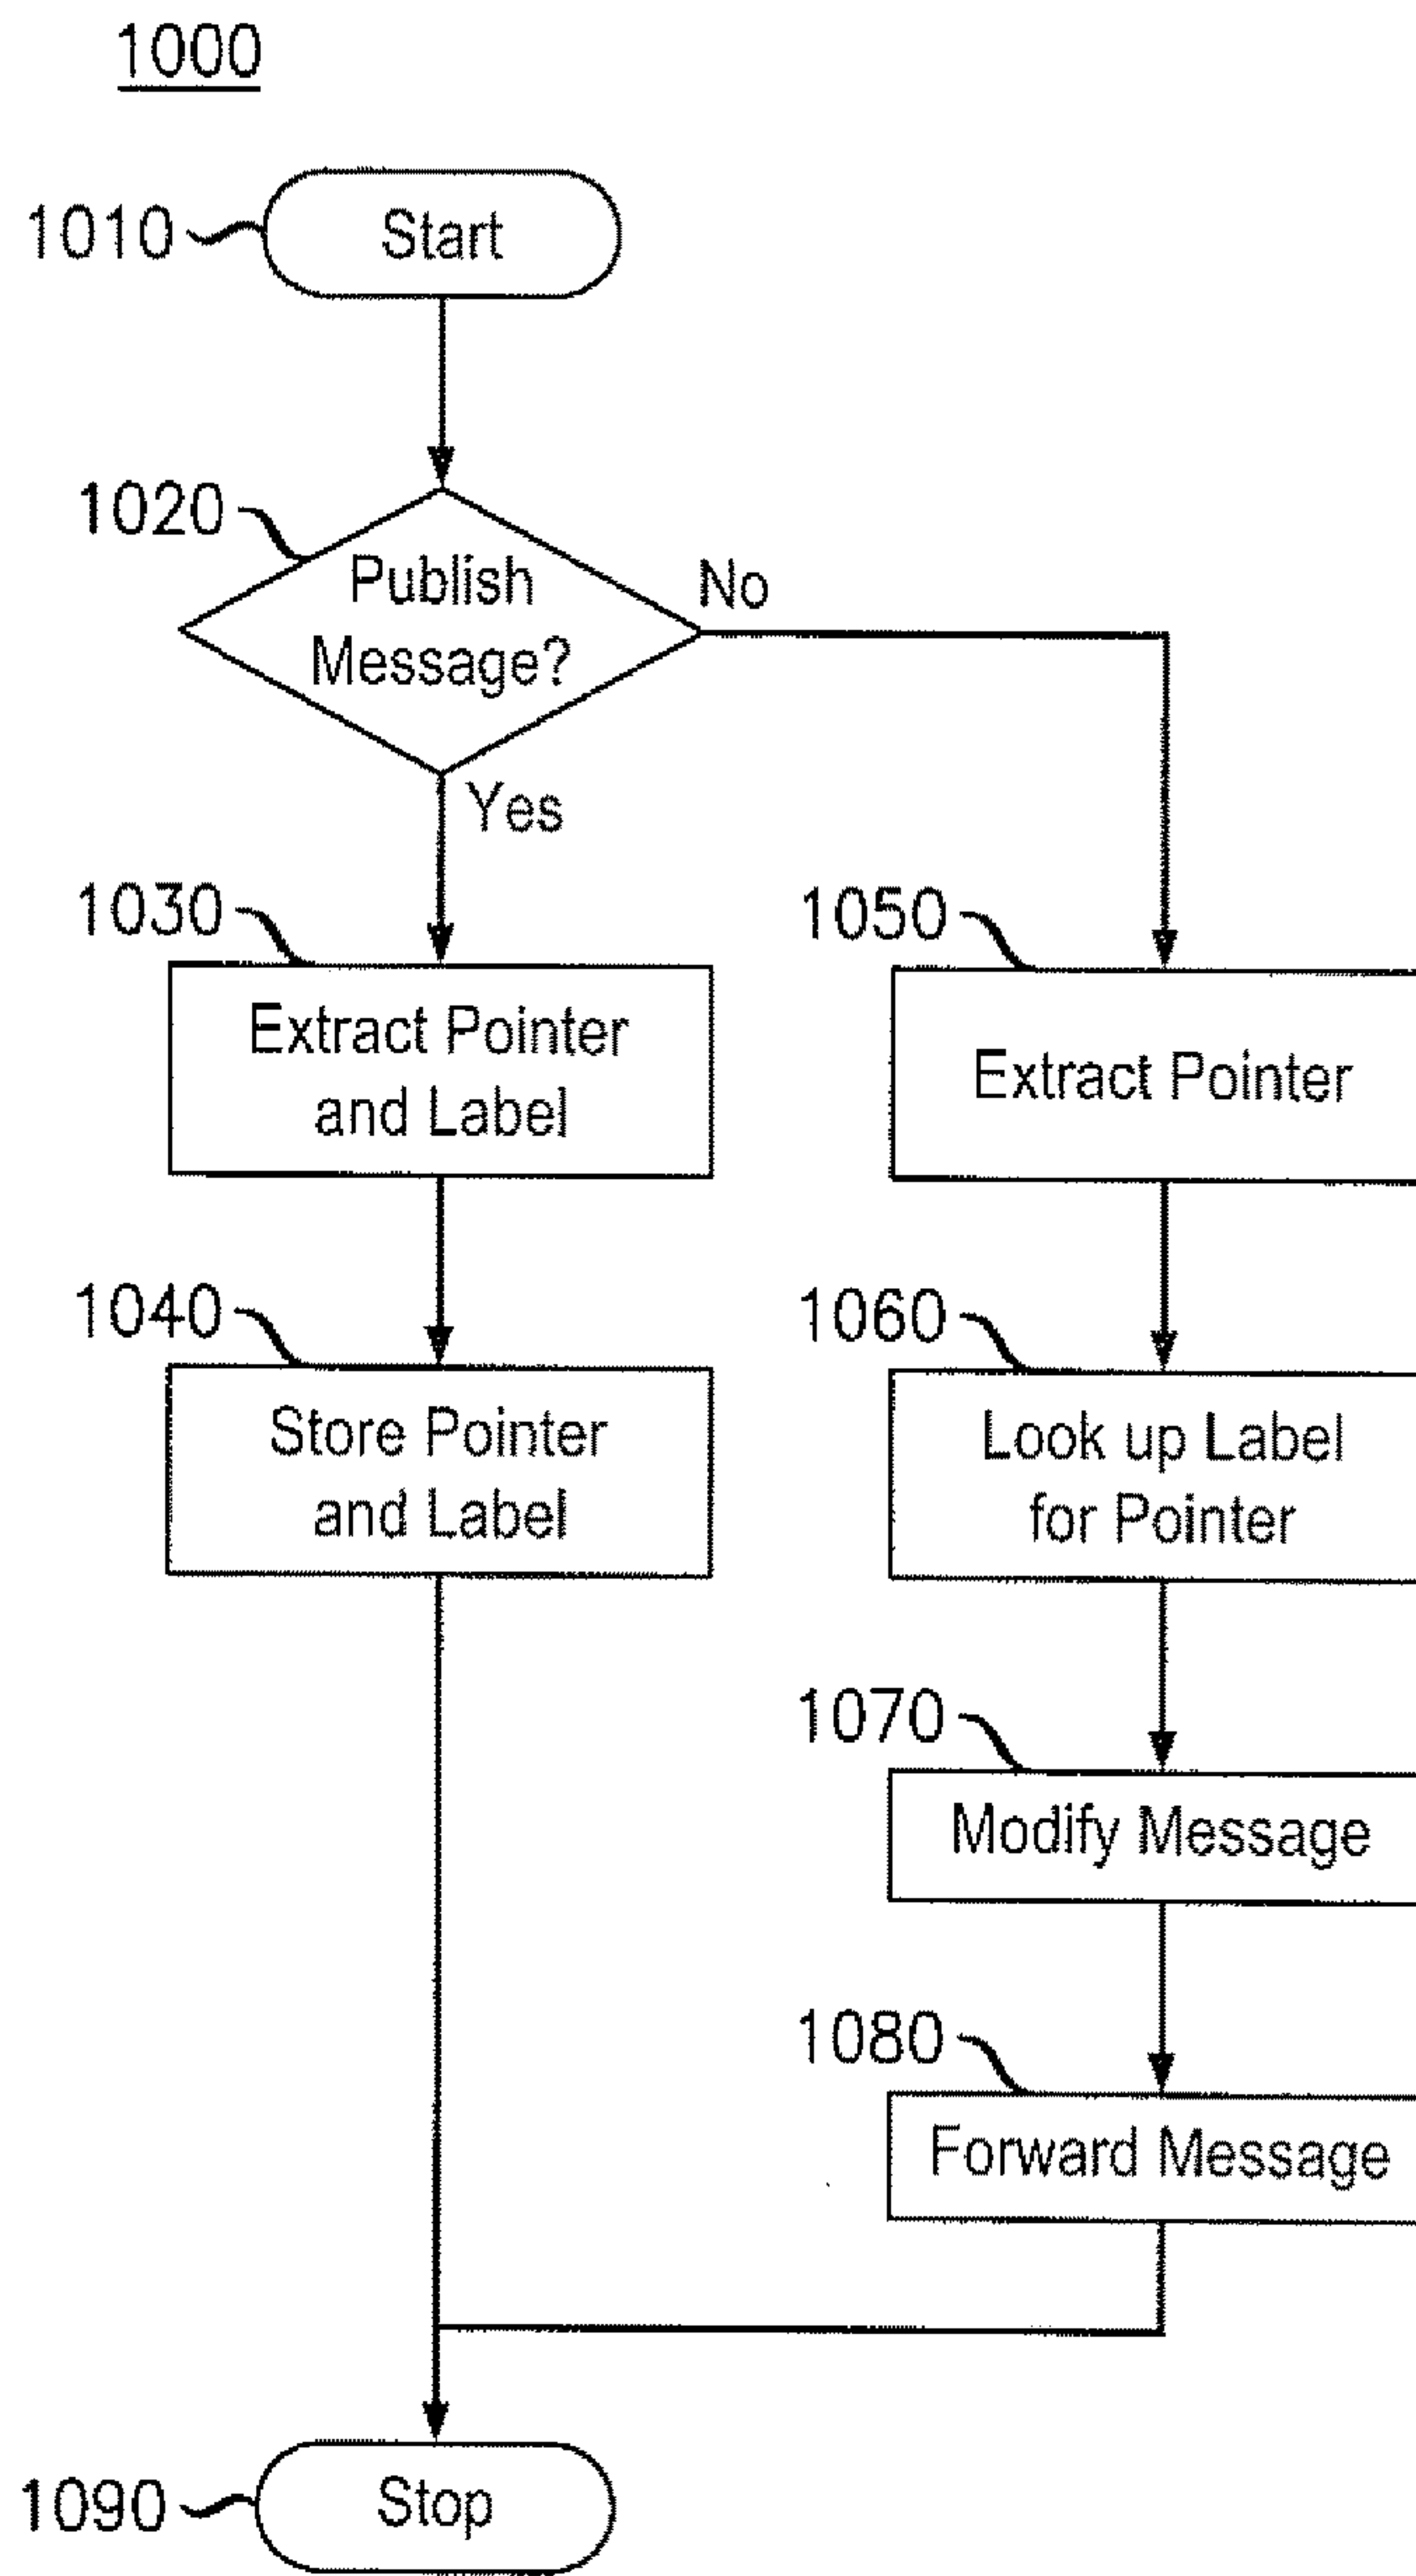 1000
1010
Start
1020
Publish
Message?
No
Yes
1030
Extract Pointer
and Label
1040
Store Pointer
and Label
1050
Extract Pointer
1060
Look up Label
for Pointer
1070
Modify Message
1080
Forward Message
1090
Stop